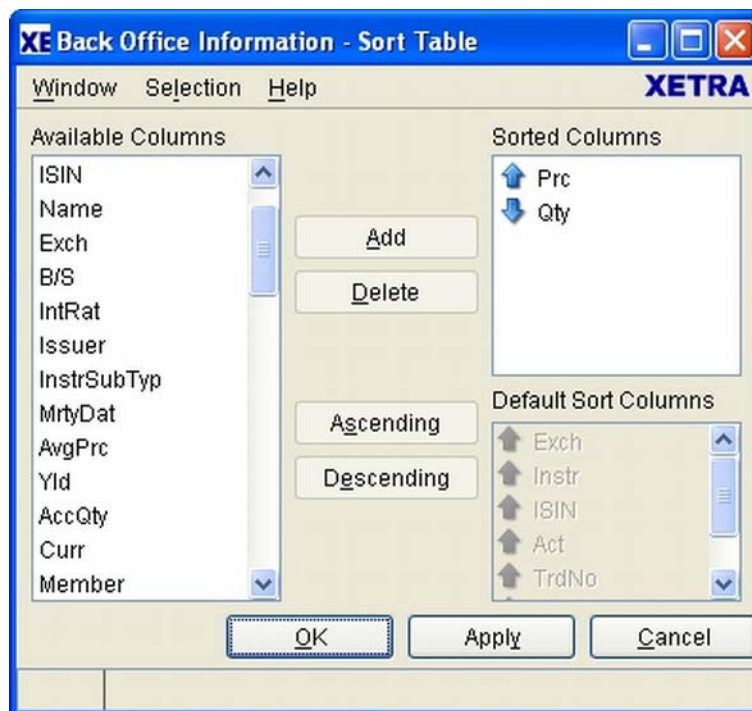 XE Back Office Information - Sort Table
Window Selection Help XETRA
Available Columns
ISIN
Name
Exch
B/S
IntRat
Issuer
InstrSubTyp
MrtyDat
AvgPrc
Yld
AccQty
Curr
Member
Add
Delete
Ascending
Descending
Sorted Columns
Prc
Qty
Default Sort Columns
Exch
Instr
ISIN
Act
TrdNo
OK Apply Cancel